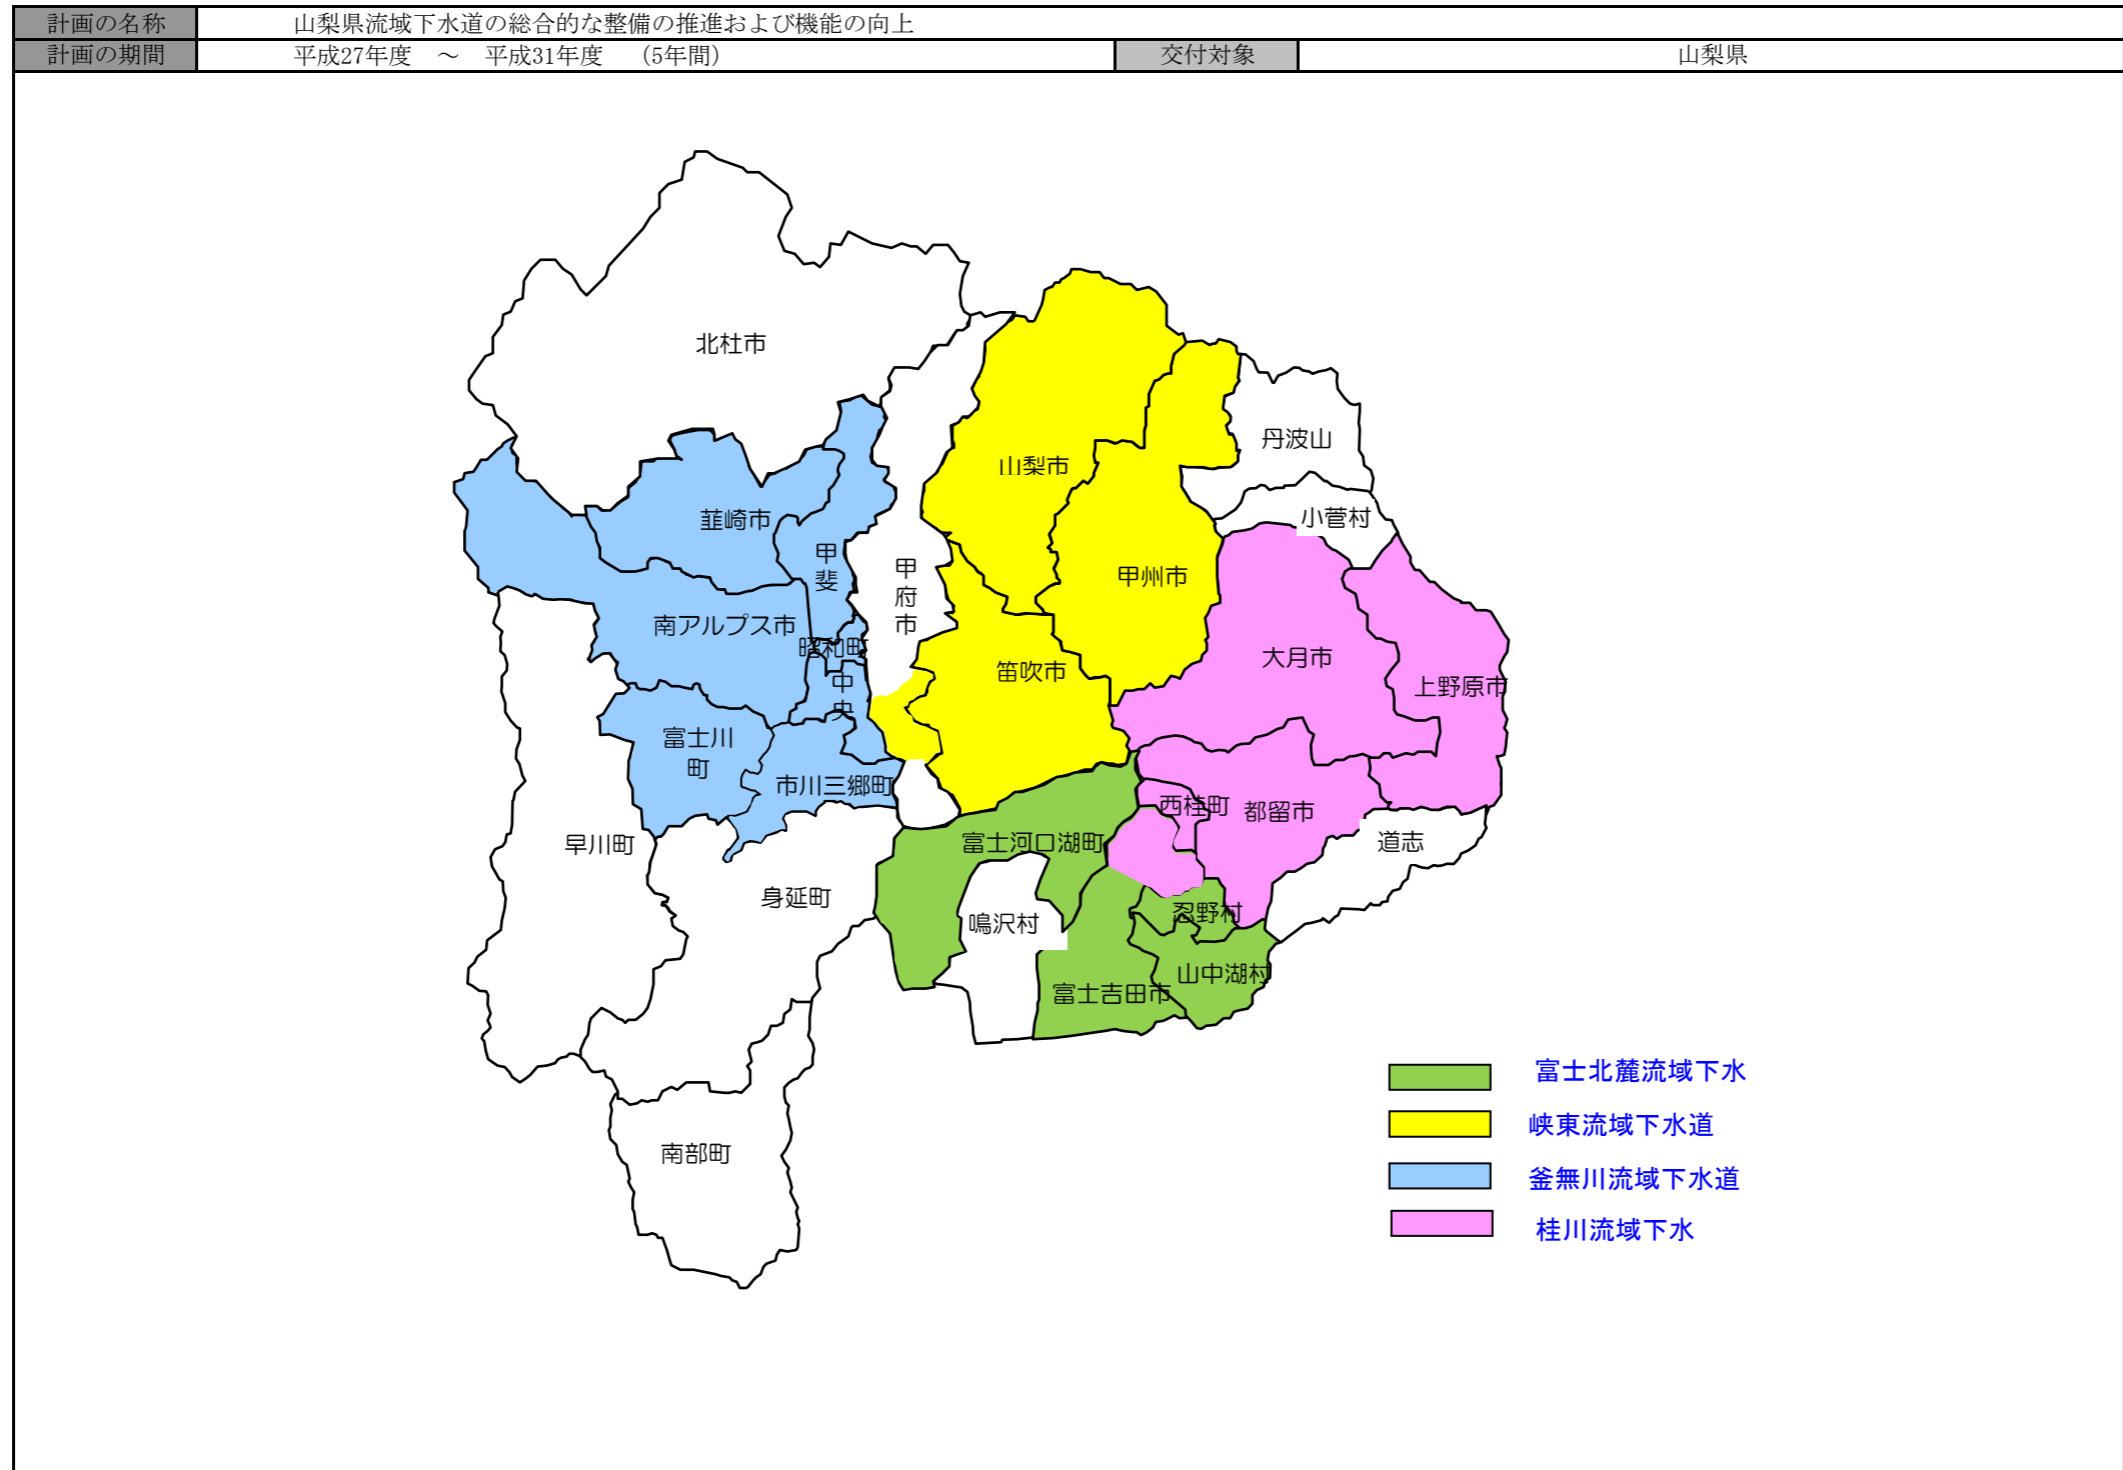 計画の名称 山梨県流域下水道の総合的な整備の推進および機能の向上
計画の期間 平成27年度 ～ 平成31年度 (5年間) 交付対象 山梨県
北杜市
丹波山
山梨市
小菅村
韮崎市
甲斐
甲府市
甲州市
南アルプス市
昭和町
大月市
笛吹市
中央
上野原市
富士川町
市川三郷町
西桂町
都留市
早川町
富士河口湖町
道志
身延町
鳴沢村
忍野村
山中湖村
富士吉田市
南部町
富士北麓流域下水
峡東流域下水道
釜無川流域下水道
桂川流域下水